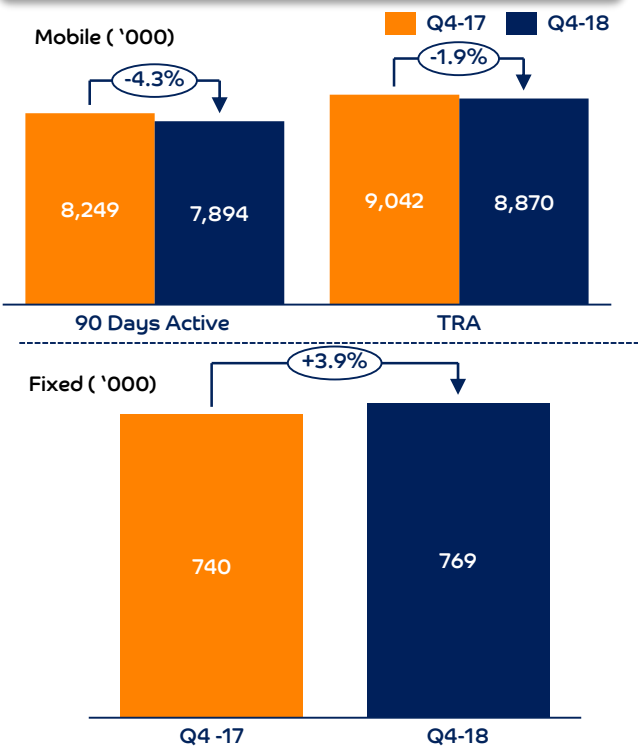 Q4-17 Q4-18
Mobile ( ‘000)
-4.3% -1.9%
8,249 7,894 9,042 8,870
90 Days Active TRA
+3.9%
Fixed ( ‘000)
740 769
Q4 -17 Q4-18